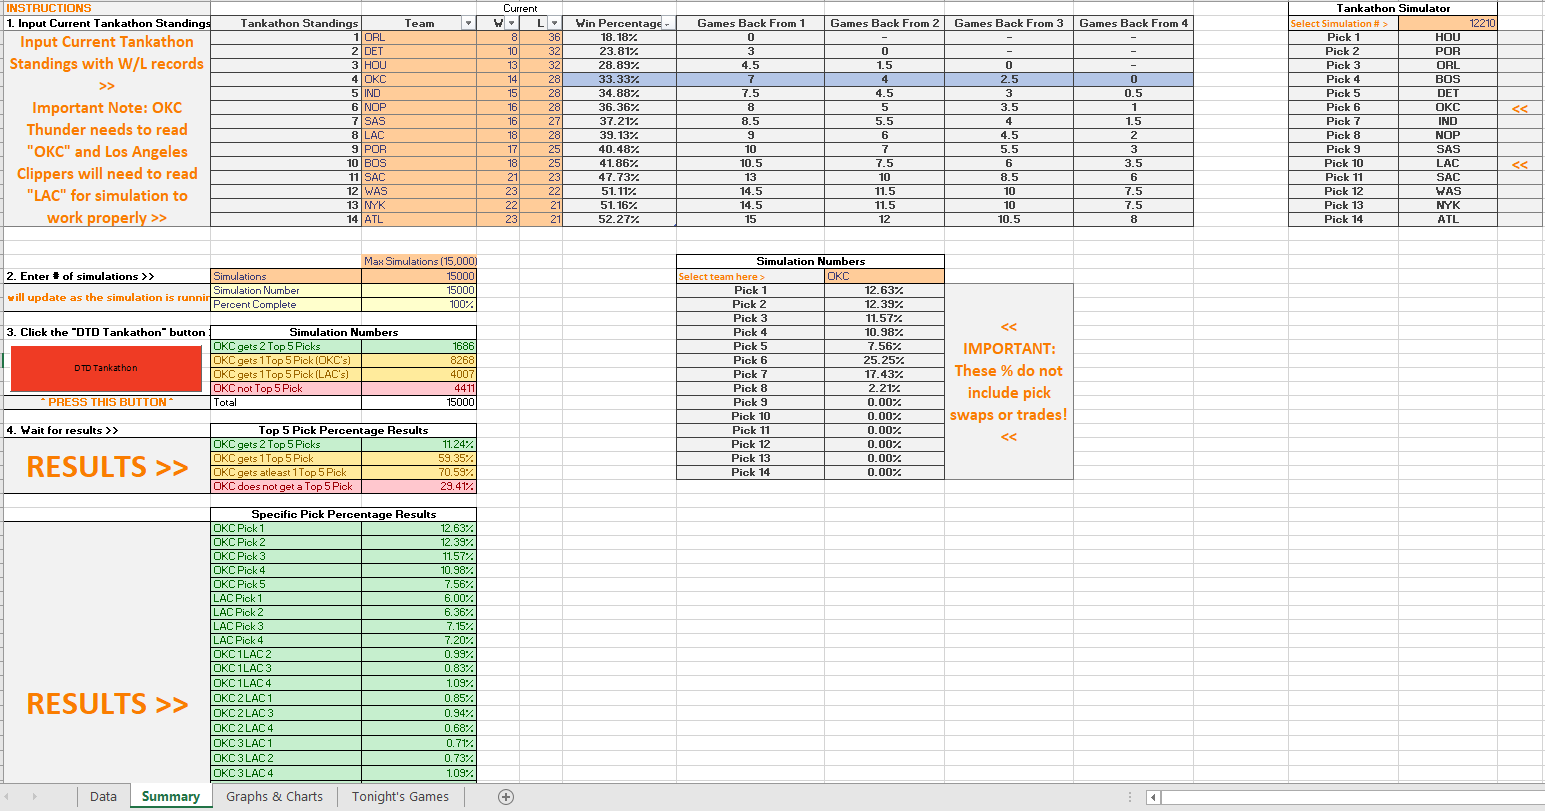 INSTRUCTIONS
Current
Tankathon Simulator
1. Input Current Tankathon Standings
Tankathon Standings Team W L Win Percentage Games Back From 1 Games Back From 2 Games Back From 3 Games Back From 4
Select Simulation # > 12210
Input Current Tankathon
Standings with W/L records
>>
Important Note: OKC
Thunder needs to read
"OKC" and Los Angeles
Clippers will need to read
"LAC" for simulation to
work properly >>
1 ORL 8 36 18.18% 0 - - -
2 DET 10 32 23.81% 3 0 - -
3 HOU 13 32 28.89% 4.5 1.5 0 -
4 OKC 14 28 33.33% 7 4 2.5 0
5 IND 15 28 34.88% 7.5 4.5 3 0.5
6 NOP 16 28 36.36% 8 5 3.5 1
7 SAS 16 27 37.21% 8.5 5.5 4 1.5
8 LAC 18 28 39.13% 9 6 4.5 2
9 POR 17 25 40.48% 10 7 5.5 3
10 BOS 18 25 41.86% 10.5 7.5 6 3.5
11 SAC 21 23 47.73% 13 10 8.5 6
12 WAS 23 22 51.11% 14.5 11.5 10 7.5
13 NYK 22 21 51.16% 14.5 11.5 10 7.5
14 ATL 23 21 52.27% 15 12 10.5 8
Pick 1 HOU
Pick 2 POR
Pick 3 ORL
Pick 4 BOS
Pick 5 DET
Pick 6 OKC <<
Pick 7 IND
Pick 8 NOP
Pick 9 SAS
Pick 10 LAC <<
Pick 11 SAC
Pick 12 WAS
Pick 13 NYK
Pick 14 ATL
Max Simulations (15,000)
2. Enter # of simulations >>
Simulations 15000
will update as the simulation is runnin
Simulation Number 15000
Percent Complete 100%
3. Click the "DTD Tankathon" button
DTD Tankathon
^ PRESS THIS BUTTON ^
Simulation Numbers
OKC gets 2 Top 5 Picks 1686
OKC gets 1 Top 5 Pick (OKC's) 8268
OKC gets 1 Top 5 Pick (LAC's) 4007
OKC not Top 5 Pick 4411
Total 15000
4. Wait for results >>
RESULTS >>
Top 5 Pick Percentage Results
OKC gets 2 Top 5 Picks 11.24%
OKC gets 1 Top 5 Pick 59.35%
OKC gets atleast 1 Top 5 Pick 70.59%
OKC does not get a Top 5 Pick 29.41%
RESULTS >>
Specific Pick Percentage Results
OKC Pick 1 12.63%
OKC Pick 2 12.39%
OKC Pick 3 11.57%
OKC Pick 4 10.98%
OKC Pick 5 7.56%
LAC Pick 1 6.00%
LAC Pick 2 6.36%
LAC Pick 3 7.15%
LAC Pick 4 7.20%
OKC 1 LAC 2 0.99%
OKC 1 LAC 3 0.83%
OKC 1 LAC 4 1.09%
OKC 2 LAC 1 0.85%
OKC 2 LAC 3 0.94%
OKC 2 LAC 4 0.68%
OKC 3 LAC 1 0.71%
OKC 3 LAC 2 0.73%
OKC 3 LAC 4 1.09%
Simulation Numbers
Select team here > OKC
Pick 1 12.63%
Pick 2 12.39%
Pick 3 11.57%
Pick 4 10.98%
Pick 5 7.56%
Pick 6 25.25%
Pick 7 17.43%
Pick 8 2.21%
Pick 9 0.00%
Pick 10 0.00%
Pick 11 0.00%
Pick 12 0.00%
Pick 13 0.00%
Pick 14 0.00%
<<
IMPORTANT:
These % do not
include pick
swaps or trades!
<<
Data Summary Graphs & Charts Tonight's Games